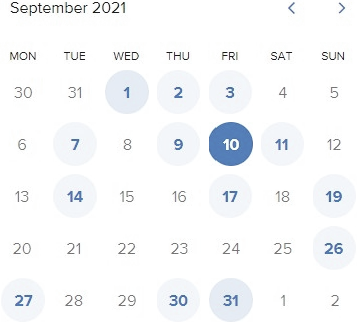 September 2021 < >
MON TUE WED THU FRI SAT SUN
30 31 1 2 3 4 5
6 7 8 9 10 11 12
13 14 15 16 17 18 19
20 21 22 23 24 25 26
27 28 29 30 31 1 2